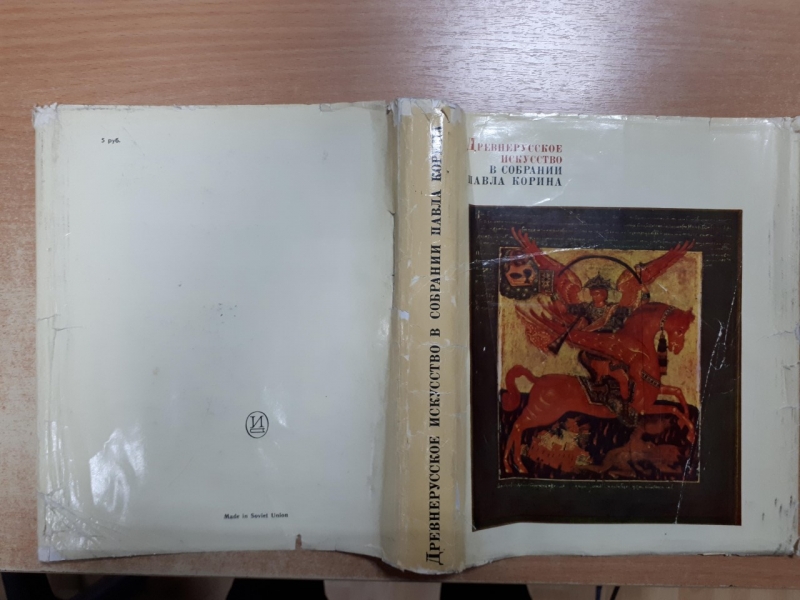 5 руб.
И
Made in Soviet Union
Древнерусское искусство в собрании Павла Корина
Древнерусское
искусство
в собрании
Павла Корина